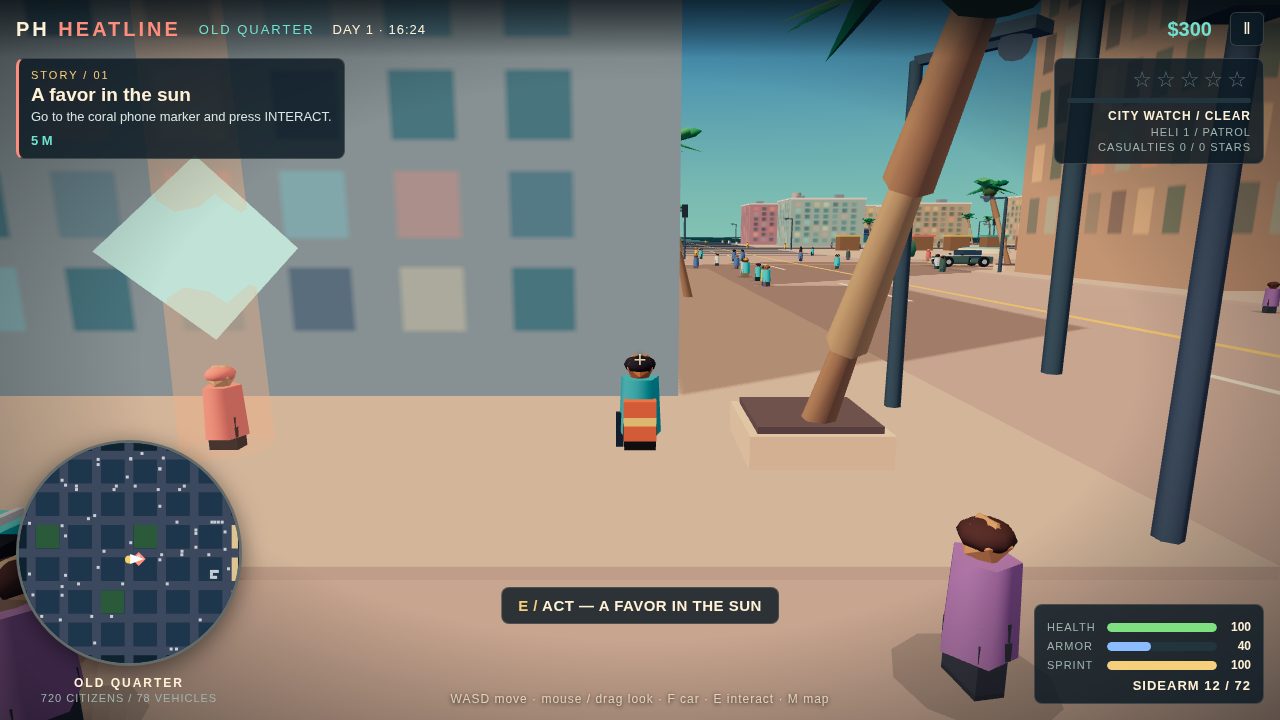 PH HEATLINE OLD QUARTER DAY 1 · 16:24 $300 II
STORY / 01
A favor in the sun
Go to the coral phone marker and press INTERACT.
5 M
☆☆☆☆☆
CITY WATCH / CLEAR
HELI 1 / PATROL
CASUALTIES 0 / 0 STARS
E / ACT — A FAVOR IN THE SUN
HEALTH 100
ARMOR 40
SPRINT 100
SIDEARM 12 / 72
OLD QUARTER
720 CITIZENS / 78 VEHICLES
WASD move · mouse / drag look · F car · E interact · M map